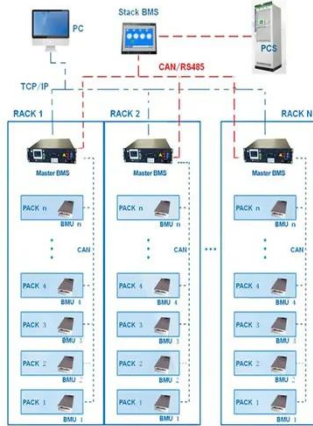 Stack BMS
PC
PCS
CAN/RS485
TCP/IP
RACK 1
RACK 2
RACK N
Master BMS
Master BMS
Master BMS
PACK n
BMU n
PACK n
BMU n
PACK n
BMU n
CAN
CAN
CAN
PACK 4
BMU 4
PACK 4
BMU 4
PACK 4
BMU 4
PACK 3
BMU 3
PACK 3
BMU 3
PACK 3
BMU 3
PACK 2
BMU 2
PACK 2
BMU 2
PACK 2
BMU 2
PACK 1
BMU 1
PACK 1
BMU 1
PACK 1
BMU 1